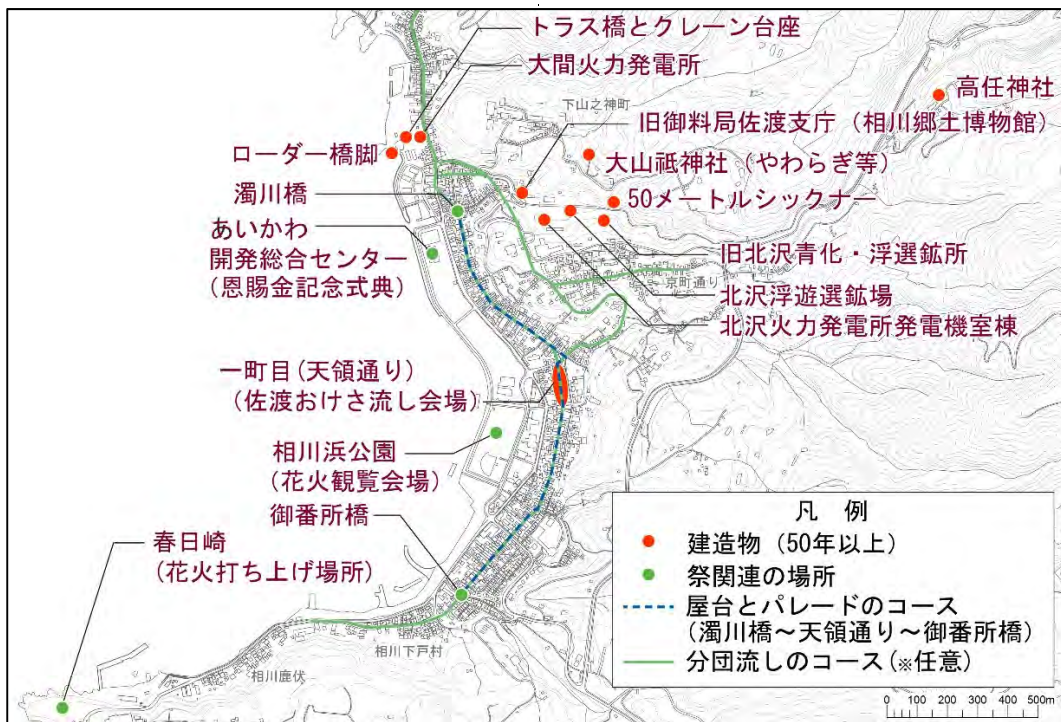 トラス橋とクレーン台座
大間火力発電所
高任神社
下山之神町
旧御料局佐渡支庁（相川郷土博物館）
ローダー橋脚
大山祗神社（やわらぎ等）
濁川橋
50メートルシックナー
あいかわ
開発総合センター
（恩賜金記念式典）
旧北沢青化・浮選鉱所
京町通り
北沢浮遊選鉱場
北沢火力発電所発電機室棟
一町目(天領通り)
(佐渡おけさ流し会場)
相川浜公園
（花火観覧会場）
御番所橋
春日崎
（花火打ち上げ場所）
相川下戸村
相川鹿伏
凡　例
建造物（50年以上）
祭関連の場所
屋台とパレードのコース
（濁川橋～天領通り～御番所橋）
分団流しのコース（※任意）
0 100 200 300 400 500m